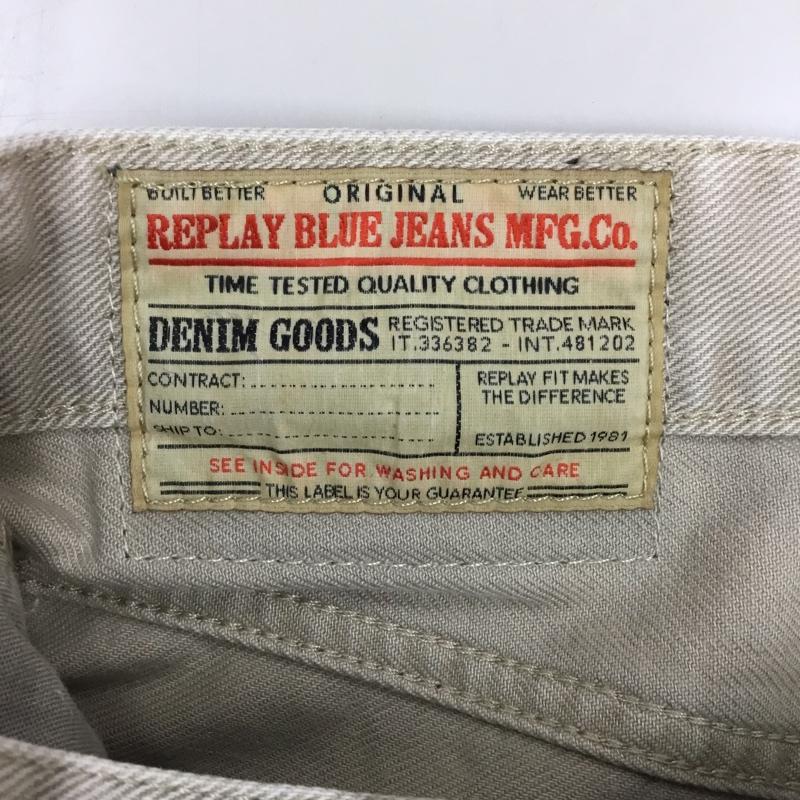 BUILT BETTER ORIGINAL WEAR BETTER
REPLAY BLUE JEANS MFG.Co.
TIME TESTED QUALITY CLOTHING
DENIM GOODS REGISTERED TRADE MARK
IT.336382 - INT.481202
CONTRACT:
NUMBER:
SHIP TO:
REPLAY FIT MAKES
THE DIFFERENCE
ESTABLISHED 1981
SEE INSIDE FOR WASHING AND CARE
THIS LABEL IS YOUR GUARANTEE